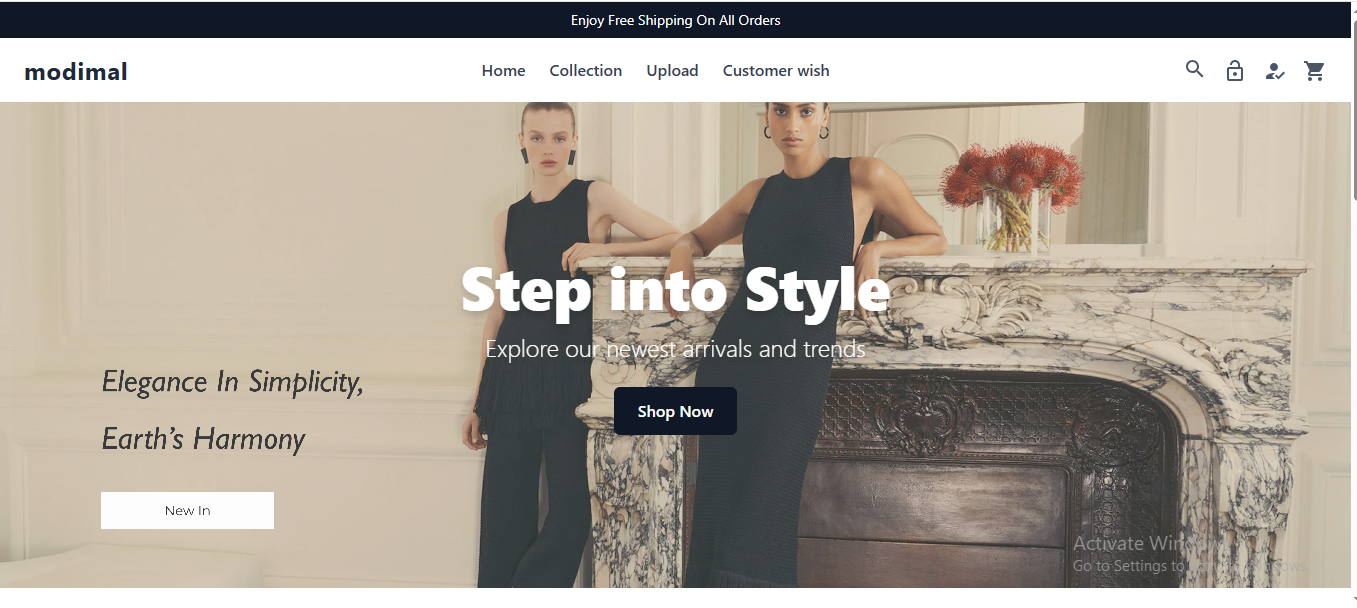 Enjoy Free Shipping On All Orders
modimal
Home Collection Upload Customer wish
Step into Style
Explore our newest arrivals and trends
Shop Now
Elegance In Simplicity,
Earth's Harmony
New In
Activate Windows
Go to Settings to activate Windows.